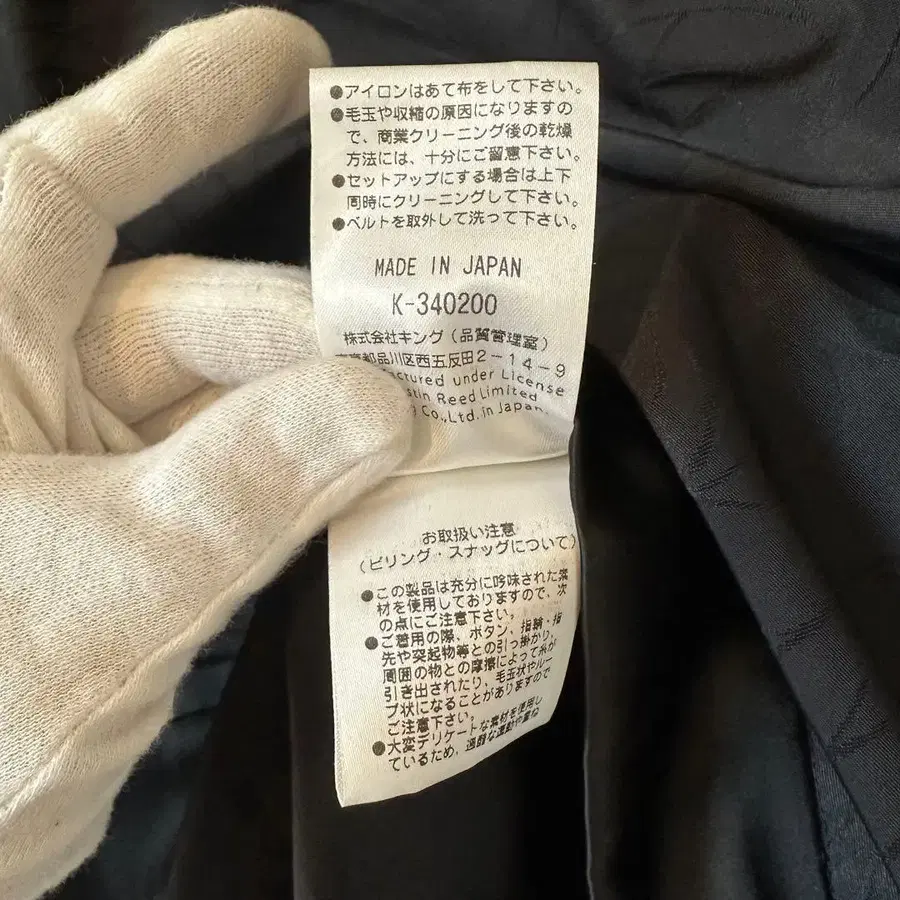 ●アイロンはあて布をして下さい。
●毛玉や収縮の原因になりますの
で、商業クリーニング後の乾燥
方法には、十分にご留意下さい。
●セットアップにする場合は上下
同時にクリーニングして下さい。
●ベルトを取外して洗って下さい。
MADE IN JAPAN
K-340200
株式会社キング(品質管理室)
都品川区西五反田2-14-9
under License
Reed Limited
Co.,Ltd.in Japan.
お取扱い注意
(ピリング・スナッグについて)
●この製品は充分に吟味された素
材を使用しておりますので、次
の点にご注意下さい。
●ご着用の際、ボタン、指輪・指
先や突起物等との引っ掛かり、
周囲の物との摩擦によって糸が
引き出されたり、毛玉状やルー
プ状になることがありますので
ご注意下さい。
●大変デリケートな素材を使用し
ているため、過激な運動や重ね